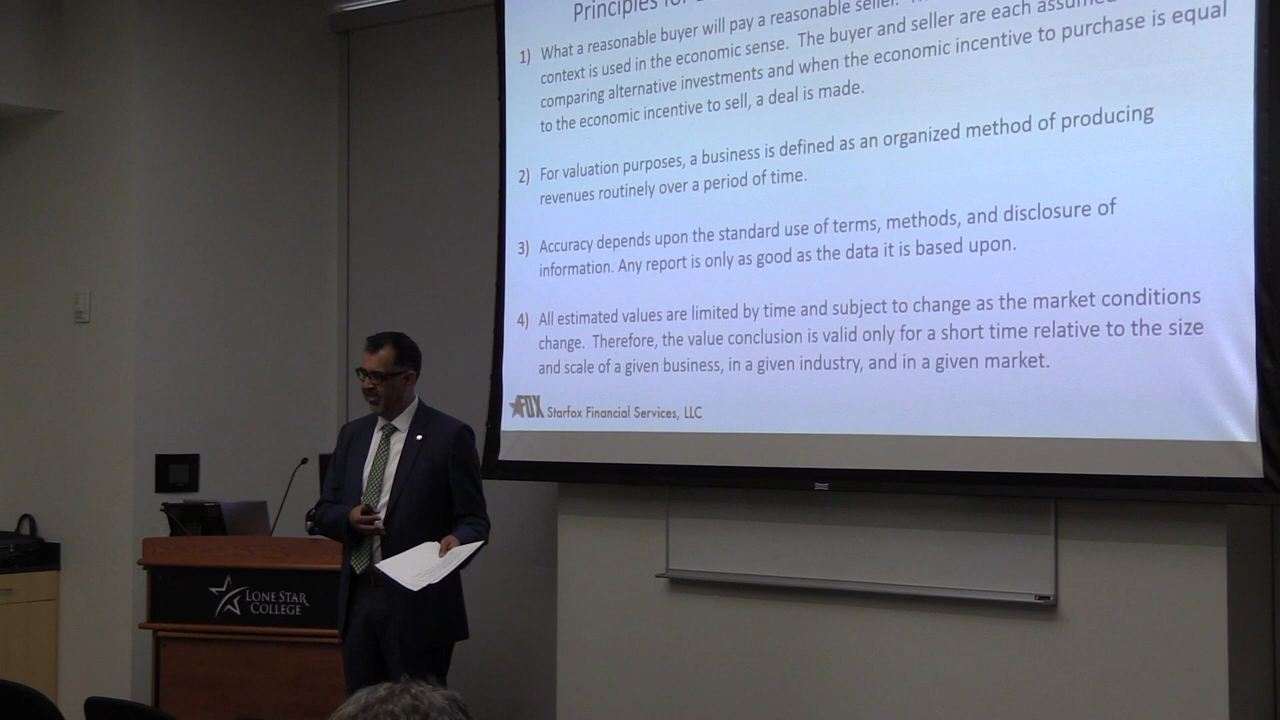 Principles for
1) What a reasonable buyer will pay a reasonable seller.
context is used in the economic sense. The buyer and seller are each assumed
comparing alternative investments and when the economic incentive to purchase is equal
to the economic incentive to sell, a deal is made.
2) For valuation purposes, a business is defined as an organized method of producing
revenues routinely over a period of time.
3) Accuracy depends upon the standard use of terms, methods, and disclosure of
information. Any report is only as good as the data it is based upon.
4) All estimated values are limited by time and subject to change as the market conditions
change. Therefore, the value conclusion is valid only for a short time relative to the size
and scale of a given business, in a given industry, and in a given market.
FOX Starfox Financial Services, LLC
LONE STAR
COLLEGE